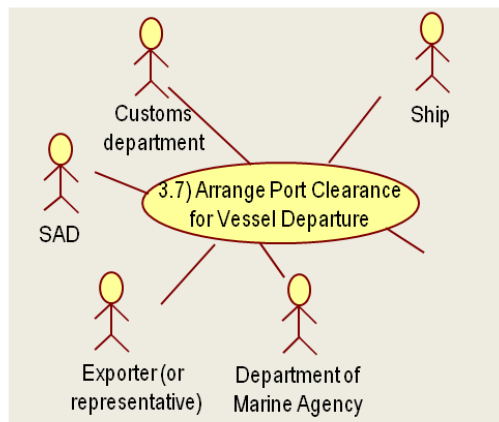 Customs
department
Ship
3.7) Arrange Port Clearance
for Vessel Departure
SAD
Exporter (or
representative)
Department of
Marine Agency